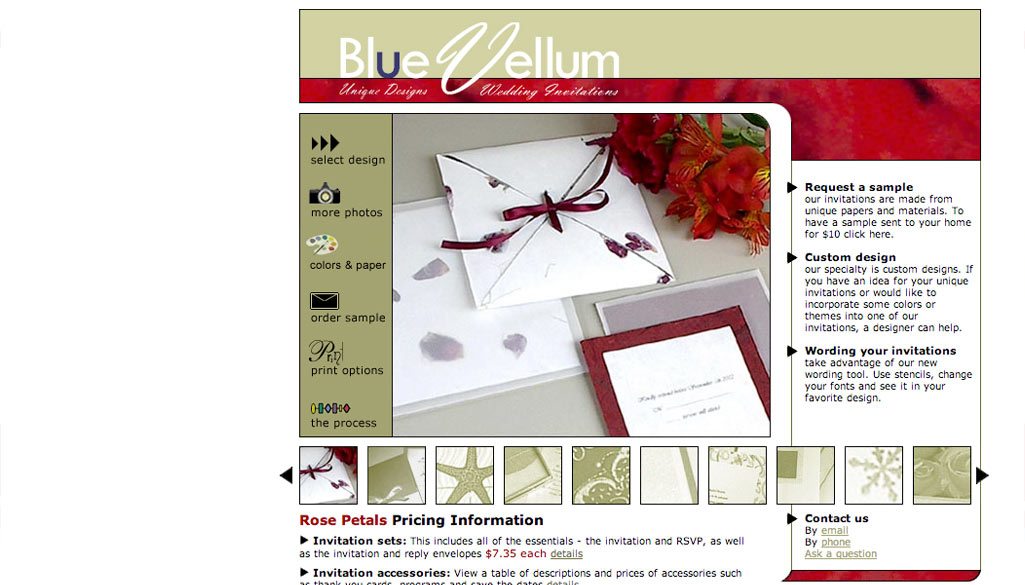 Blue Vellum
Unique Designs Wedding Invitations
select design
more photos
colors & paper
order sample
Print
print options
the process
Request a sample
our invitations are made from
unique papers and materials. To
have a sample sent to your home
for $10 click here.
Custom design
our specialty is custom designs. If
you have an idea for your unique
invitations or would like to
incorporate some colors or
themes into one of our
invitations, a designer can help.
Wording your invitations
take advantage of our new
wording tool. Use stencils, change
your fonts and see it in your
favorite design.
Rose Petals Pricing Information
Invitation sets: This includes all of the essentials - the invitation and RSVP, as well
as the invitation and reply envelopes $7.35 each details
Invitation accessories: View a table of descriptions and prices of accessories such
as thank you cards, programs and save the dates details
Contact us
By email
By phone
Ask a question